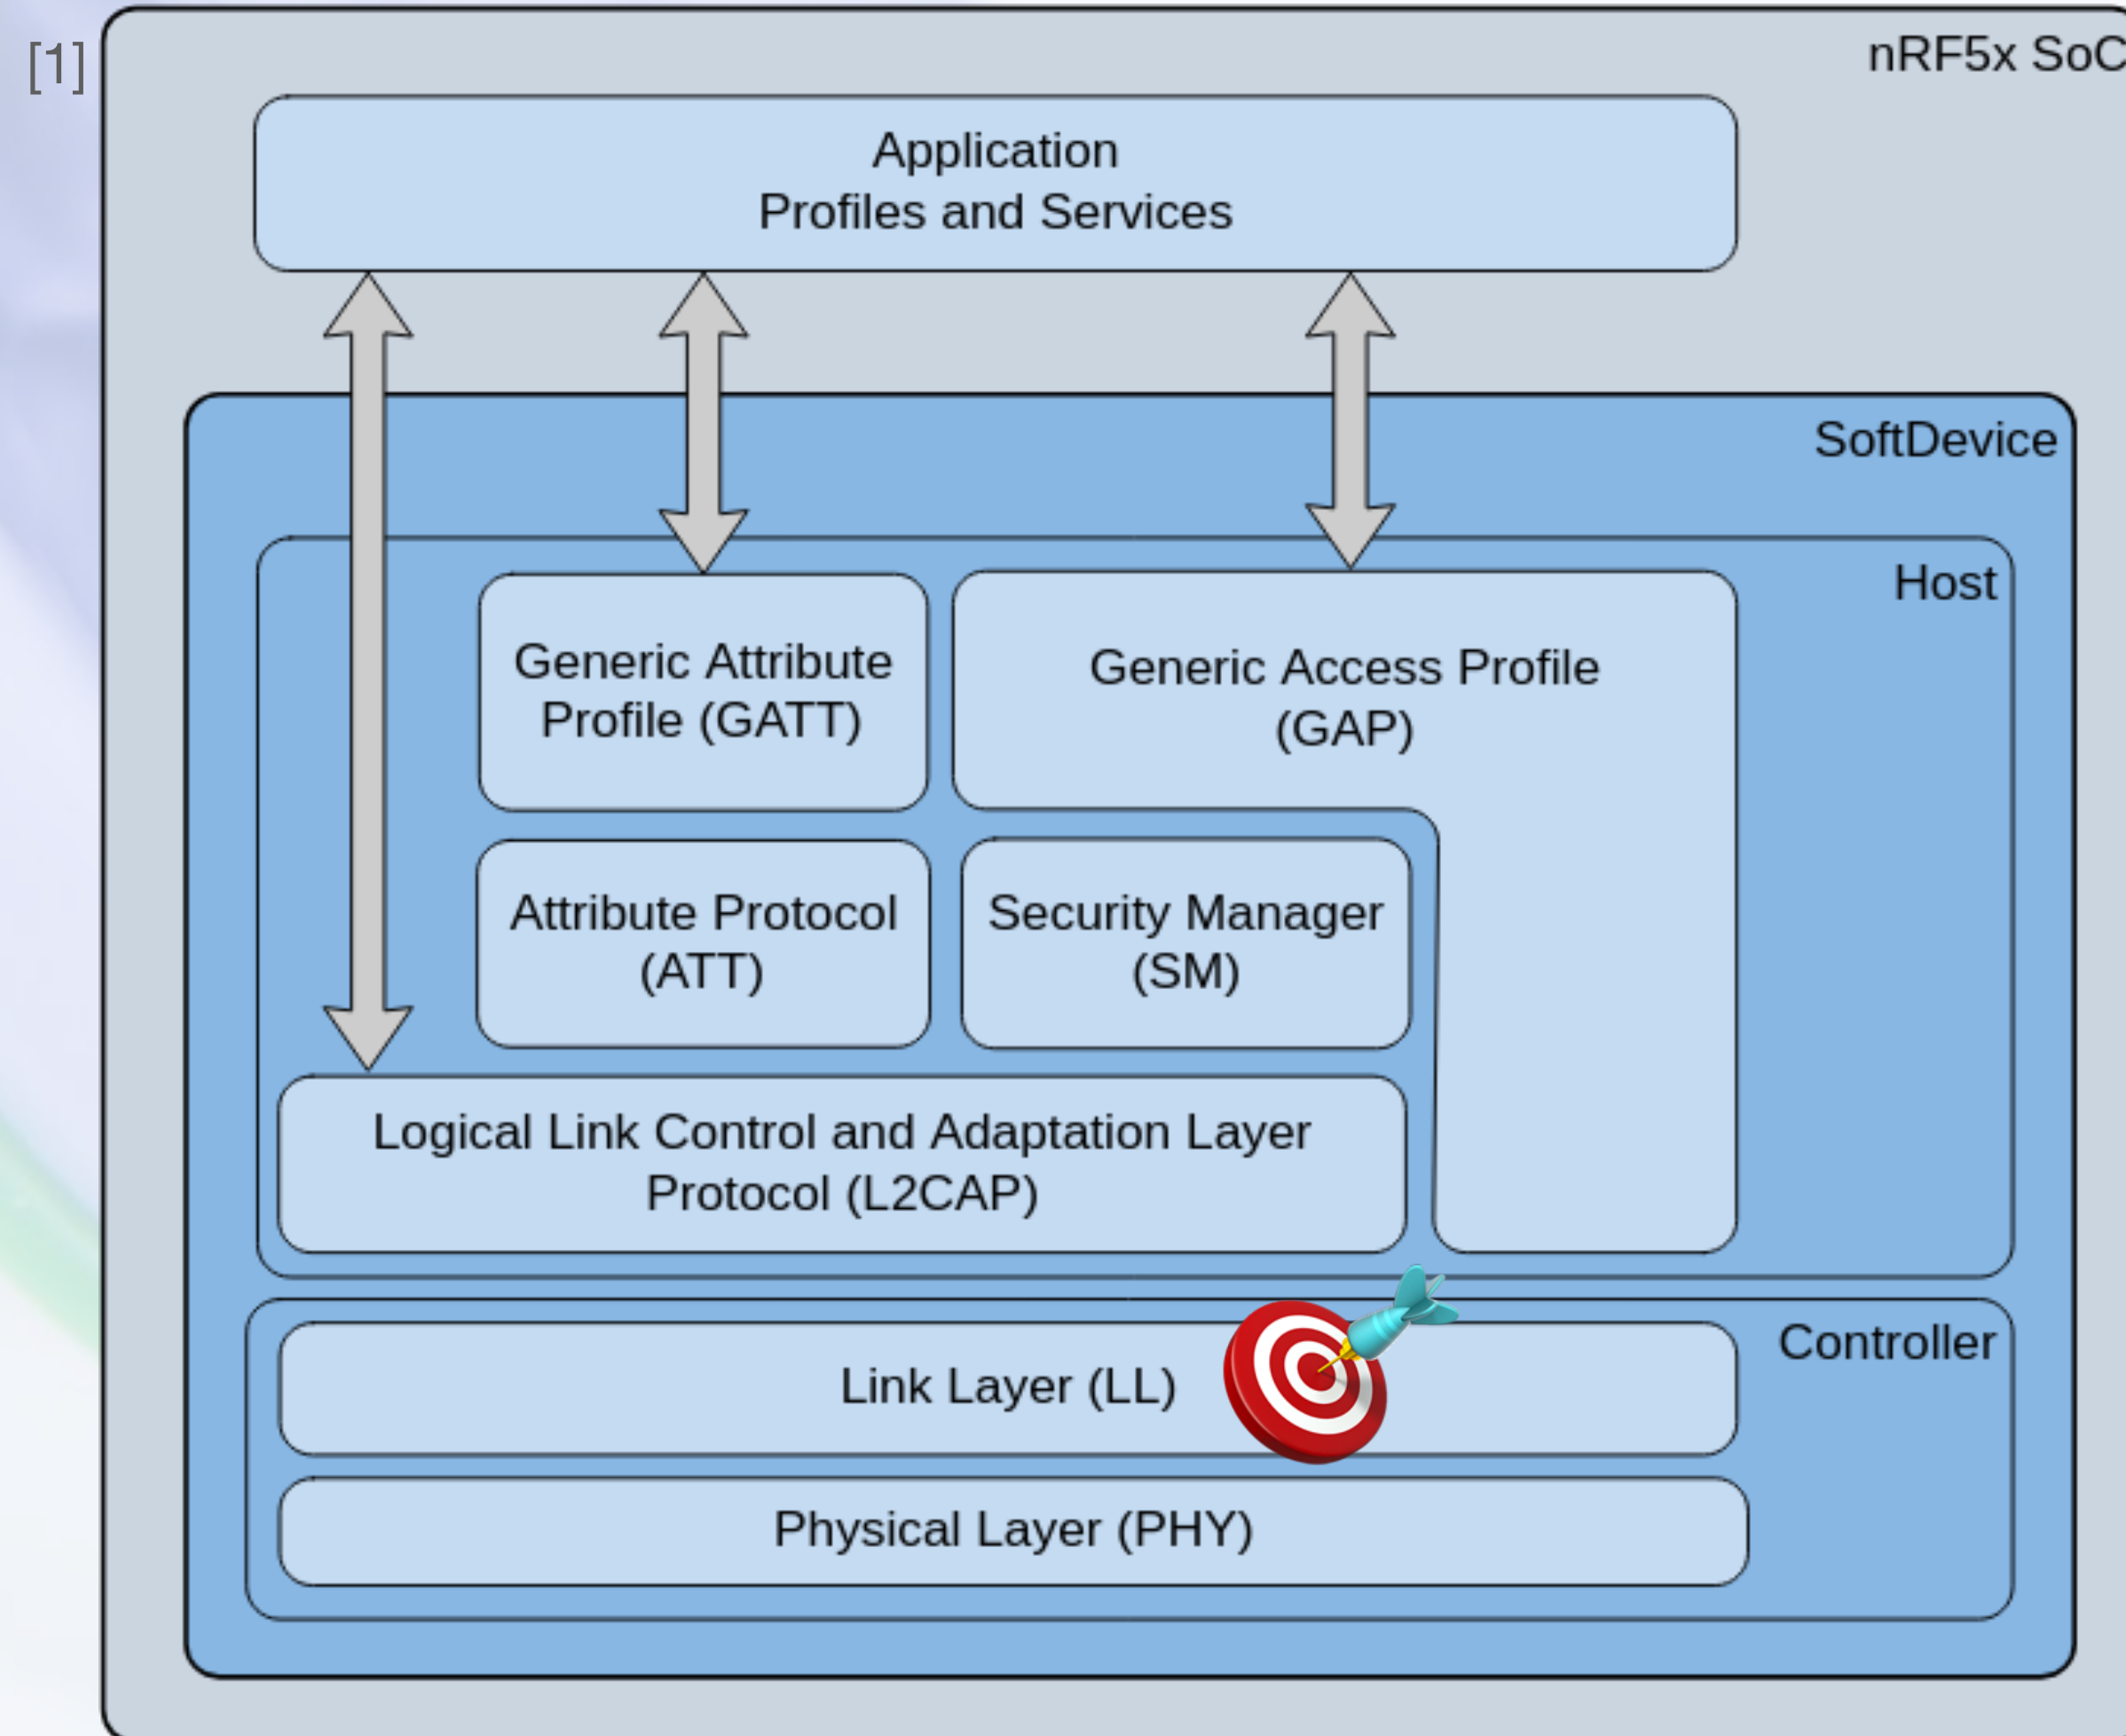 [1]
nRF5x SoC
Application
Profiles and Services
SoftDevice
Host
Generic Attribute
Profile (GATT)
Generic Access Profile
(GAP)
Attribute Protocol
(ATT)
Security Manager
(SM)
Logical Link Control and Adaptation Layer
Protocol (L2CAP)
Controller
Link Layer (LL)
Physical Layer (PHY)